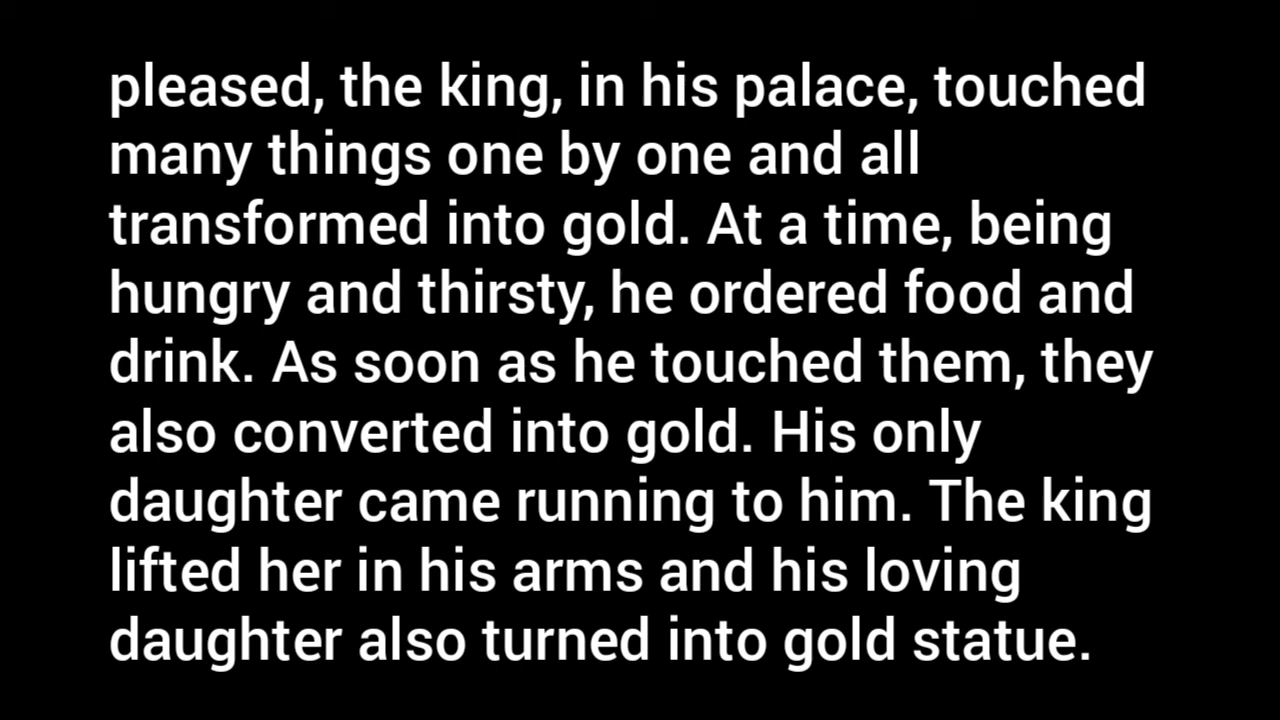 pleased, the king, in his palace, touched
many things one by one and all
transformed into gold. At a time, being
hungry and thirsty, he ordered food and
drink. As soon as he touched them, they
also converted into gold. His only
daughter came running to him. The king
lifted her in his arms and his loving
daughter also turned into gold statue.